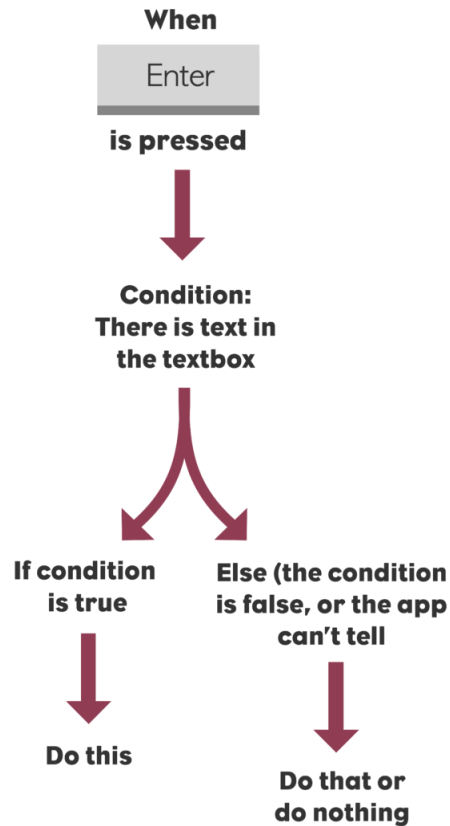 When
Enter
is pressed
Condition:
There is text in
the textbox
If condition
is true
Else (the condition
is false, or the app
can't tell
Do this
Do that or
do nothing